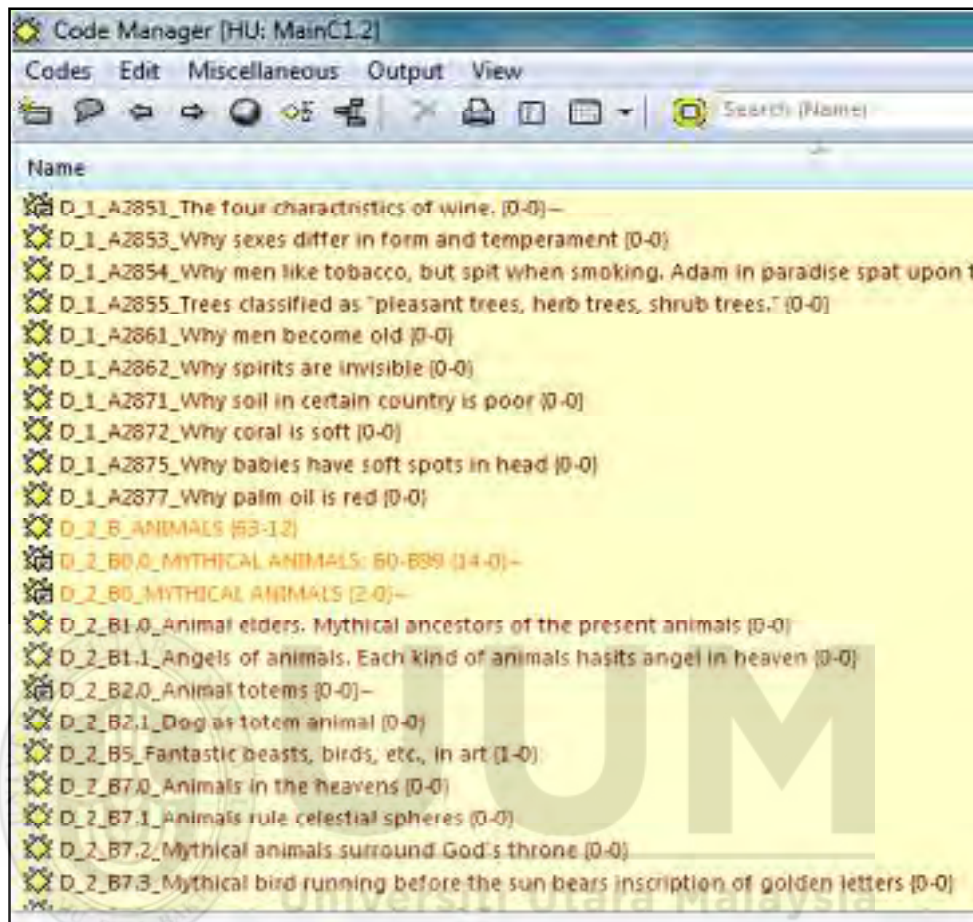 Code Manager [HU: MainC1.2]
Codes Edit Miscellaneous Output View
Search (Name)
Name
D_1_A2851_The four charactristics of wine. {0-0}~
D_1_A2853_Why sexes differ in form and temperament {0-0}
D_1_A2854_Why men like tobacco, but spit when smoking. Adam in paradise spat upon t
D_1_A2855_Trees classified as "pleasant trees, herb trees, shrub trees." {0-0}
D_1_A2861_Why men become old {0-0}
D_1_A2862_Why spirits are invisible {0-0}
D_1_A2871_Why soil in certain country is poor {0-0}
D_1_A2872_Why coral is soft {0-0}
D_1_A2875_Why babies have soft spots in head {0-0}
D_1_A2877_Why palm oil is red {0-0}
D_2_B_ANIMALS {63-12}
D_2_B0.0_MYTHICAL ANIMALS: B0-B99 {14-0}~
D_2_B0_MYTHICAL ANIMALS {2-0}~
D_2_B1.0_Animal elders. Mythical ancestors of the present animals {0-0}
D_2_B1.1_Angels of animals. Each kind of animals hasits angel in heaven {0-0}
D_2_B2.0_Animal totems {0-0}~
D_2_B2.1_Dog as totem animal {0-0}
D_2_B5_Fantastic beasts, birds, etc., in art {1-0}
D_2_B7.0_Animals in the heavens {0-0}
D_2_B7.1_Animals rule celestial spheres {0-0}
D_2_B7.2_Mythical animals surround God's throne {0-0}
D_2_B7.3_Mythical bird running before the sun bears inscription of golden letters {0-0}
UUM
Universiti Utara Malaysia